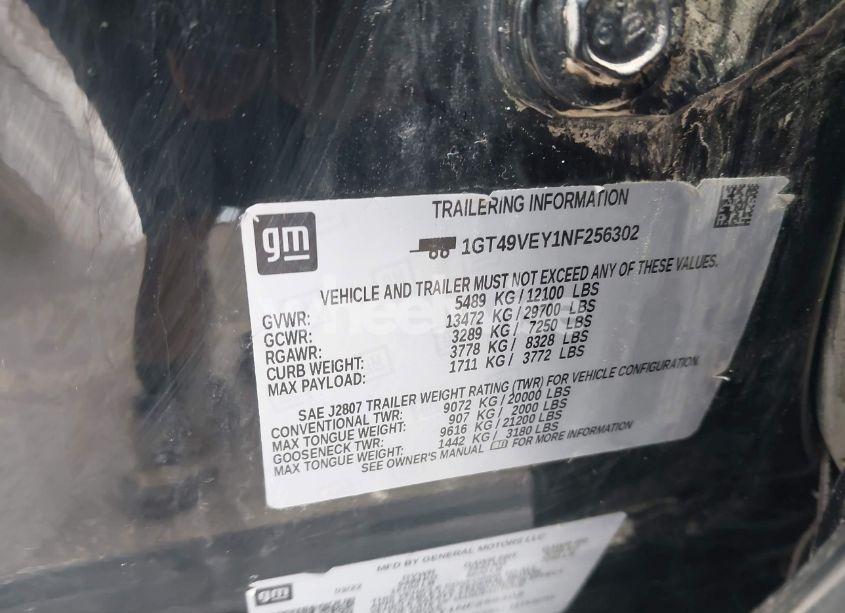 gm
TRAILERING INFORMATION
1GT49VEY1NF256302
VEHICLE AND TRAILER MUST NOT EXCEED ANY OF THESE VALUES.
GVWR: 5489 KG / 12100 LBS
GCWR: 13472 KG / 29700 LBS
RGAWR: 3289 KG / 7250 LBS
CURB WEIGHT: 3778 KG / 8328 LBS
MAX PAYLOAD: 1711 KG / 3772 LBS
SAE J2807 TRAILER WEIGHT RATING (TWR) FOR VEHICLE CONFIGURATION.
CONVENTIONAL TWR: 9072 KG / 20000 LBS
MAX TONGUE WEIGHT: 907 KG / 2000 LBS
GOOSENECK TWR: 9616 KG / 21200 LBS
MAX TONGUE WEIGHT: 1442 KG / 3180 LBS
SEE OWNER'S MANUAL FOR MORE INFORMATION
gm
MFD BY GENERAL MOTORS LLC